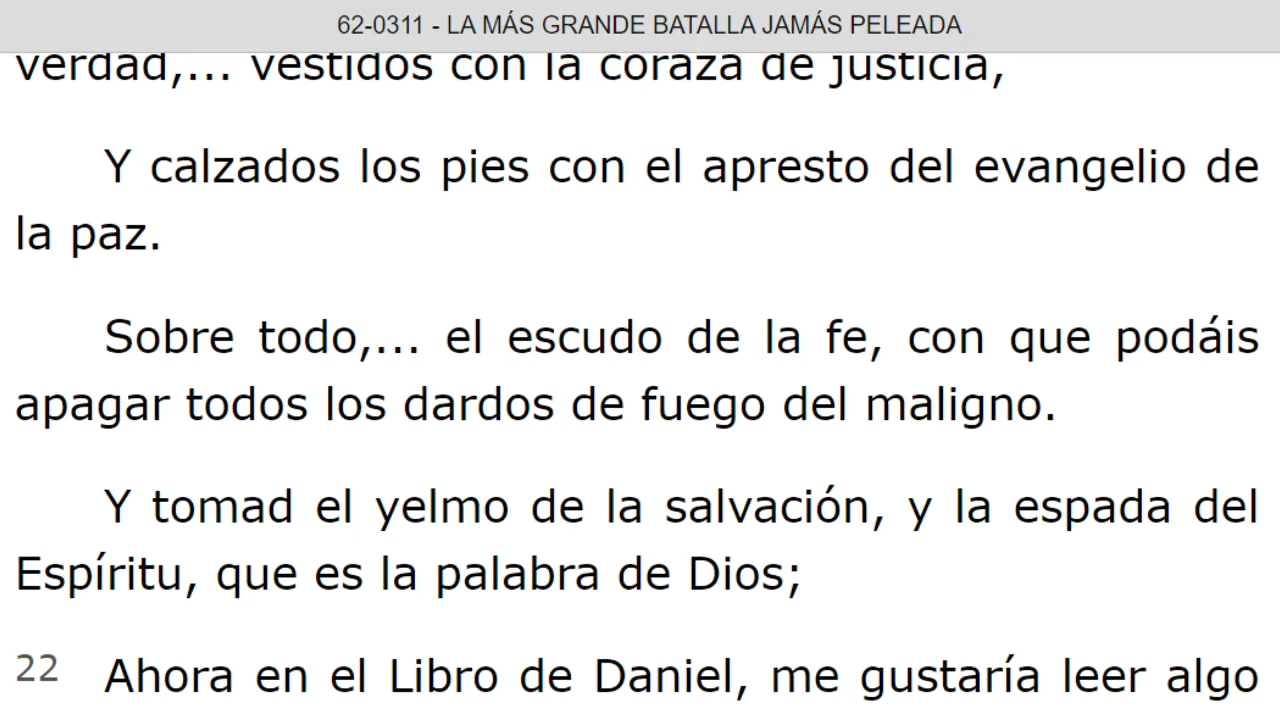 62-0311 - LA MÁS GRANDE BATALLA JAMÁS PELEADA
verdad,... vestidos con la coraza de justicia,
Y calzados los pies con el apresto del evangelio de
la paz.
Sobre todo,... el escudo de la fe, con que podáis
apagar todos los dardos de fuego del maligno.
Y tomad el yelmo de la salvación, y la espada del
Espíritu, que es la palabra de Dios;
22 Ahora en el Libro de Daniel, me gustaría leer algo